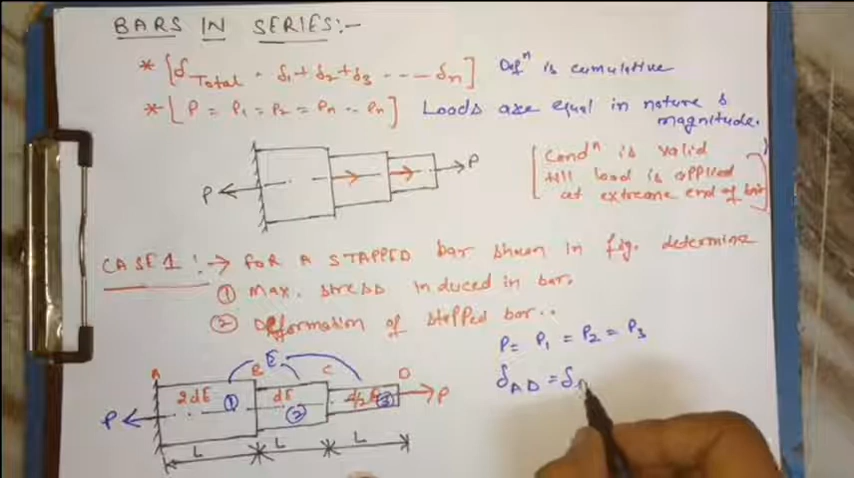 BARS IN SERIES:-
* [δTotal = δ1+δ2+δ3 --- δn] Defⁿ is cumulative
* [P = P1 = P2 = Pn -- Pn] Loads are equal in nature & magnitude.
P P
[Condⁿ is valid till load is applied at extreme end of bar]
CASE 1 :→ FOR A STAPPED bar shown in fig. determine
① Max. stress induced in bar.
② Deformation of stepped bar..
P = P1 = P2 = P3
δAD = δ
E
A B C D
P 2dE ① dE ② d/2 ③ P
L L L